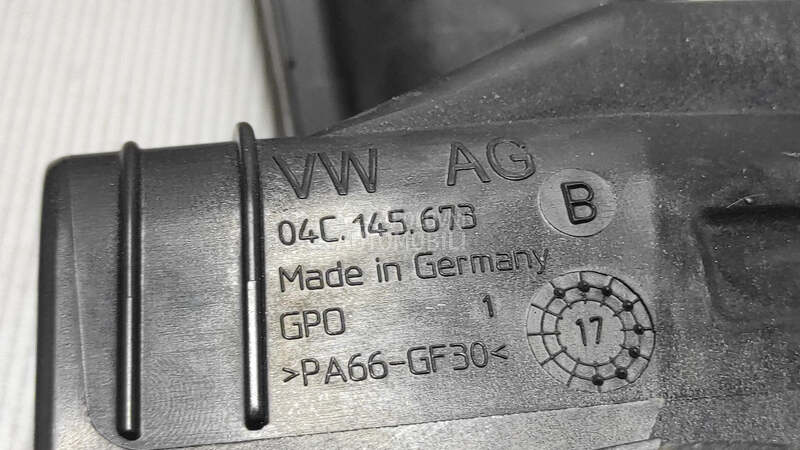 VW AG
04C.145.673 B
Made in Germany
GPO 1
17
>PA66-GF30<